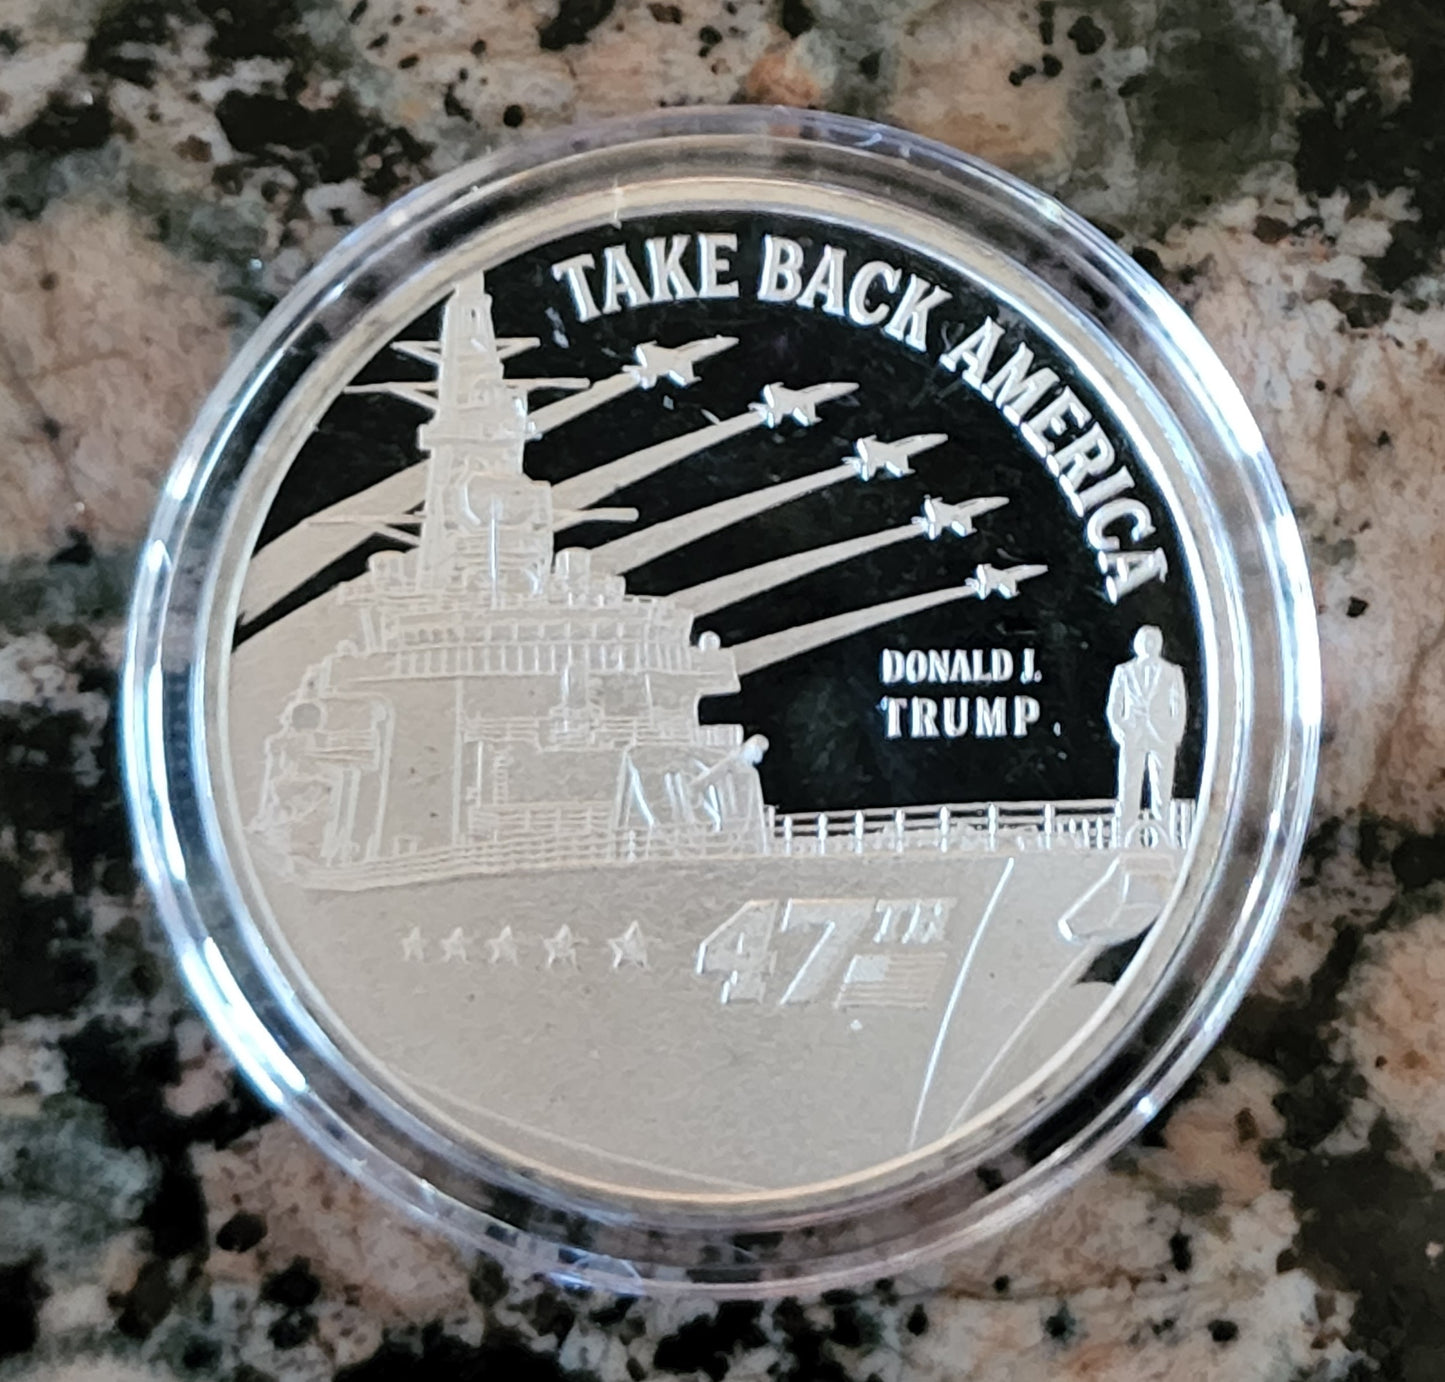 TAKE BACK AMERICA
DONALD J.
TRUMP
47TH